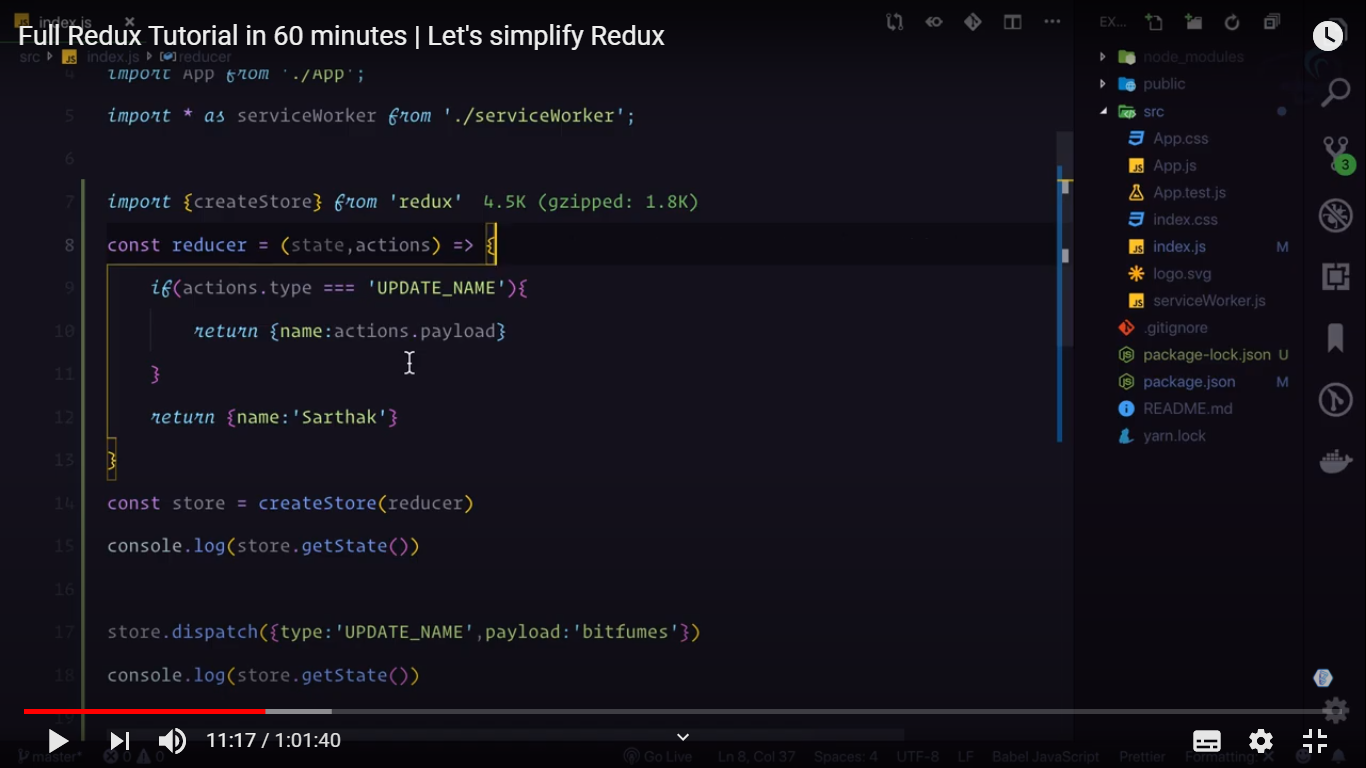 index.js
Full Redux Tutorial in 60 minutes | Let's simplify Redux
EX...
src index.js reducer
4 import App from './App';
5 import * as serviceWorker from './serviceWorker';
6
7 import {createStore} from 'redux' 4.5K (gzipped: 1.8K)
8 const reducer = (state,actions) => {
9 if(actions.type === 'UPDATE_NAME'){
10 return {name:actions.payload}
11 }
12 return {name:'Sarthak'}
13 }
14 const store = createStore(reducer)
15 console.log(store.getState())
16
17 store.dispatch({type:'UPDATE_NAME',payload:'bitfumes'})
18 console.log(store.getState())
19
node_modules
public
src
App.css
App.js
App.test.js
index.css
index.js M
logo.svg
serviceWorker.js
.gitignore
package-lock.json U
package.json M
README.md
yarn.lock
3
11:17 / 1:01:40
master* 0 0 Go Live Ln 8, Col 37 Spaces: 4 UTF-8 LF Babel JavaScript Prettier Formatting: ×